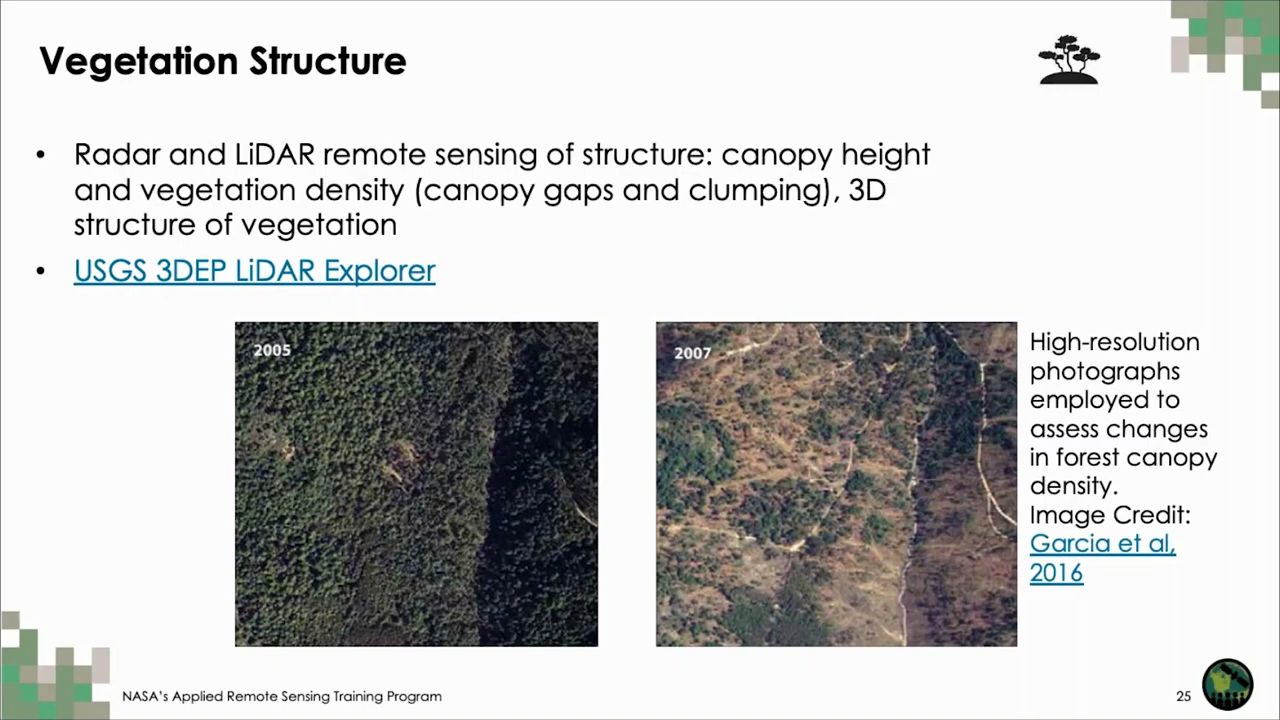 Vegetation Structure
• Radar and LiDAR remote sensing of structure: canopy height
and vegetation density (canopy gaps and clumping), 3D
structure of vegetation
• USGS 3DEP LiDAR Explorer
2005
2007
High-resolution
photographs
employed to
assess changes
in forest canopy
density.
Image Credit:
Garcia et al,
2016
NASA's Applied Remote Sensing Training Program
25